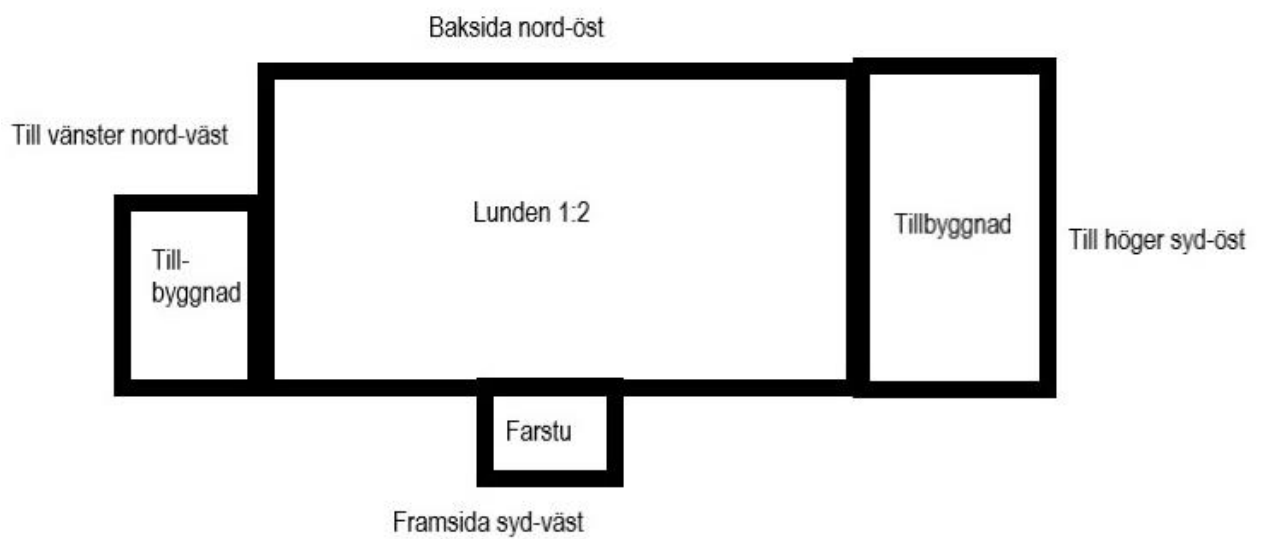 Baksida nord-öst
Till vänster nord-väst
Lunden 1:2
Tillbyggnad
Till höger syd-öst
Till-
byggnad
Farstu
Framsida syd-väst